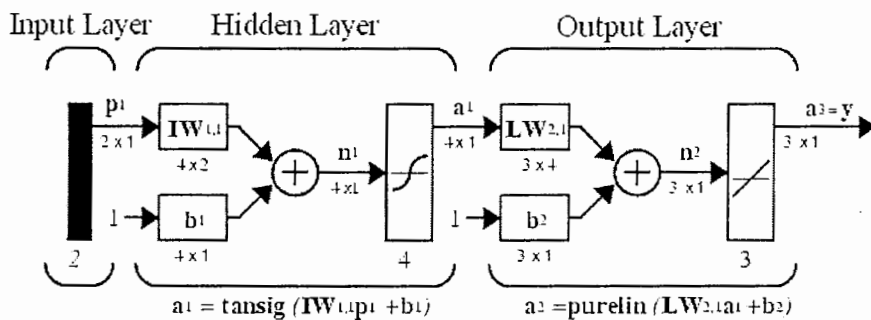 Input Layer Hidden Layer Output Layer
p1 IW1,1 a1 LW2,1 a3=y
2 x 1 4 x 2 n1 4 x 1 3 x 4 n2 3 x 1
4 x 1 3 x 1
1 b1 1 b2
2 4 x 1 4 3 x 1 3
a1 = tansig (IW1,1p1 +b1) a2 =purelin (LW2,1a1 +b2)